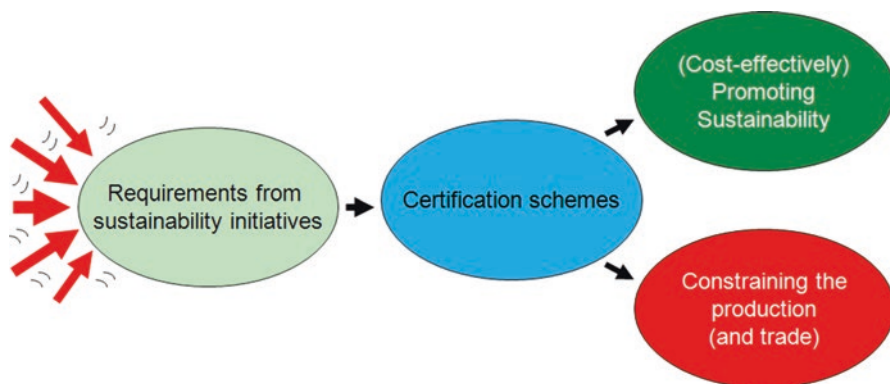 Requirements from
sustainability initiatives
Certification schemes
(Cost-effectively)
Promoting
Sustainability
Constraining the
production
(and trade)